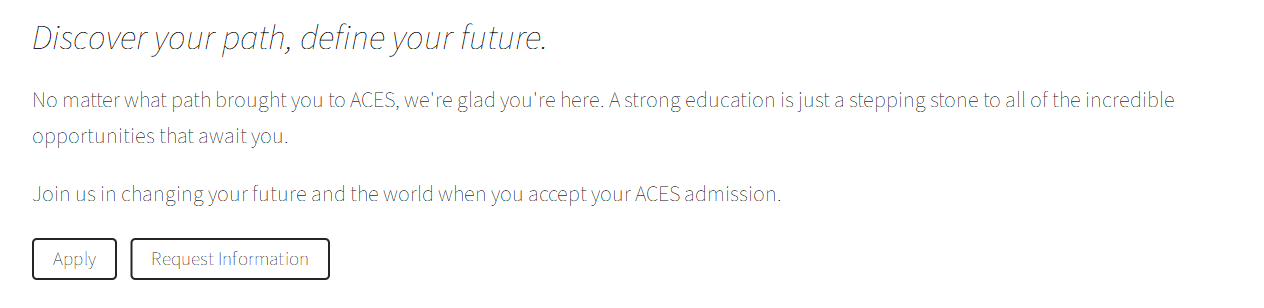 Discover your path, define your future.
No matter what path brought you to ACES, we're glad you're here. A strong education is just a stepping stone to all of the incredible
opportunities that await you.
Join us in changing your future and the world when you accept your ACES admission.
Apply
Request Information